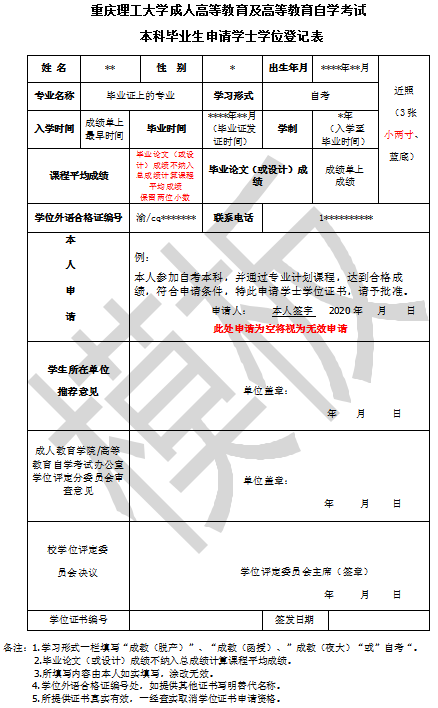 重庆理工大学成人高等教育及高等教育自学考试
本科毕业生申请学士学位登记表
姓 名 ** 性 别 * 出生年月 ****年**月 近照
（3张
小两寸、
蓝底）
专业名称 毕业证上的专业 学习形式 自考
入学时间 成绩单上
最早时间 毕业时间 ****年**月
（毕业证发
证时间） 学制 *年
（入学至
毕业时间）
课程平均成绩 毕业论文（或设
计）成绩不纳入
总成绩计算课程
平均成绩
保留两位小数 毕业论文（或设计）成
绩 成绩单上
成绩
学位外语合格证编号 渝/cq******* 联系电话 1**********
本
人
申
请
例：
本人参加自考本科，并通过专业计划课程，达到合格成
绩，符合申请条件，特此申请学士学位证书，请予批准。
申请人： 本人签字 2020 年 月 日
此处申请为空将视为无效申请
学生所在单位
推荐意见
单位盖章：
年 月 日
成人教育学院/高等
教育自学考试办公室
学位评定分委员会审
查意见
单位盖章：
年 月 日
校学位评定委
员会决议
学位评定委员会主席（签章）
年 月 日
学位证书编号 签发日期
备注：1.学习形式一栏填写“成教（脱产）”、“成教（函授）、”成教（夜大）“或”自考“。
2.毕业论文（或设计）成绩不纳入总成绩计算课程平均成绩。
3.所填写内容由本人如实填写，涂改无效。
4.学位外语合格证编号处，如提供其他证书写明替代名称。
5.所提供证书真实有效，一经查实取消学位证书申请资格。
模板